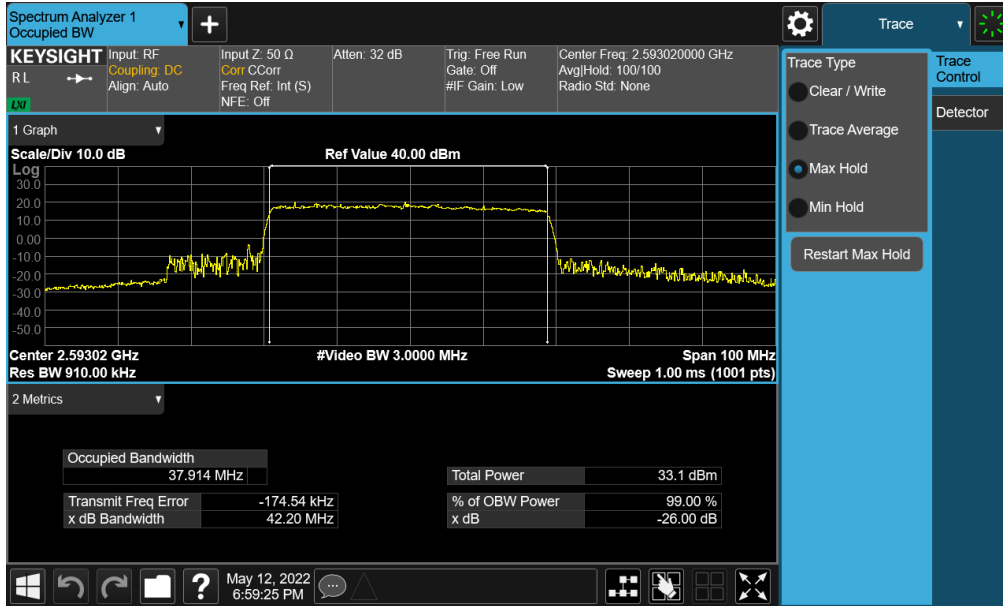 Spectrum Analyzer 1
Occupied BW
Trace
KEYSIGHT
R L
LXI
Input: RF
Coupling: DC
Align: Auto
Input Z: 50 Ω
Corr CCorr
Freq Ref: Int (S)
NFE: Off
Atten: 32 dB
Trig: Free Run
Gate: Off
#IF Gain: Low
Center Freq: 2.593020000 GHz
Avg|Hold: 100/100
Radio Std: None
Trace Type
Clear / Write
Trace Average
Max Hold
Min Hold
Restart Max Hold
Trace
Control
Detector
1 Graph
Scale/Div 10.0 dB
Ref Value 40.00 dBm
Log
30.0
20.0
10.0
0.00
-10.0
-20.0
-30.0
-40.0
-50.0
Center 2.59302 GHz
#Video BW 3.0000 MHz
Span 100 MHz
Res BW 910.00 kHz
Sweep 1.00 ms (1001 pts)
2 Metrics
Occupied Bandwidth
37.914 MHz
Total Power 33.1 dBm
Transmit Freq Error -174.54 kHz
% of OBW Power 99.00 %
x dB Bandwidth 42.20 MHz
x dB -26.00 dB
?
May 12, 2022
6:59:25 PM